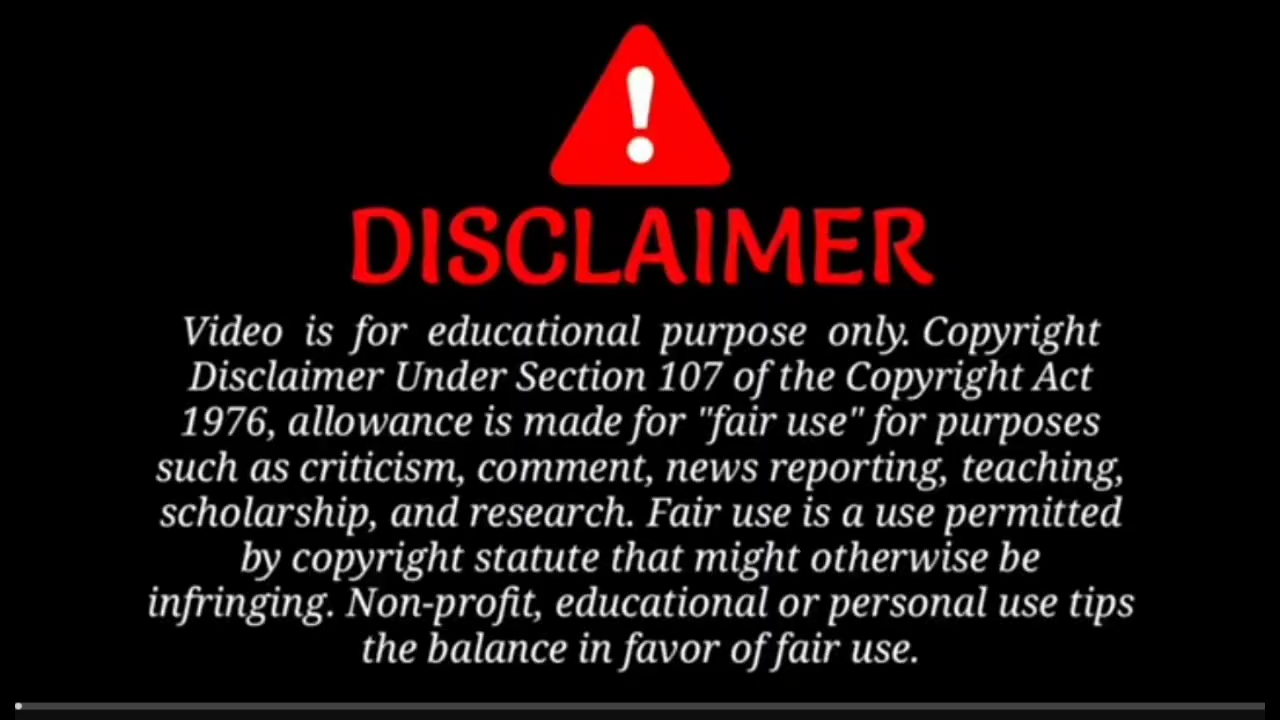 DISCLAIMER
Video is for educational purpose only. Copyright
Disclaimer Under Section 107 of the Copyright Act
1976, allowance is made for "fair use" for purposes
such as criticism, comment, news reporting, teaching,
scholarship, and research. Fair use is a use permitted
by copyright statute that might otherwise be
infringing. Non-profit, educational or personal use tips
the balance in favor of fair use.